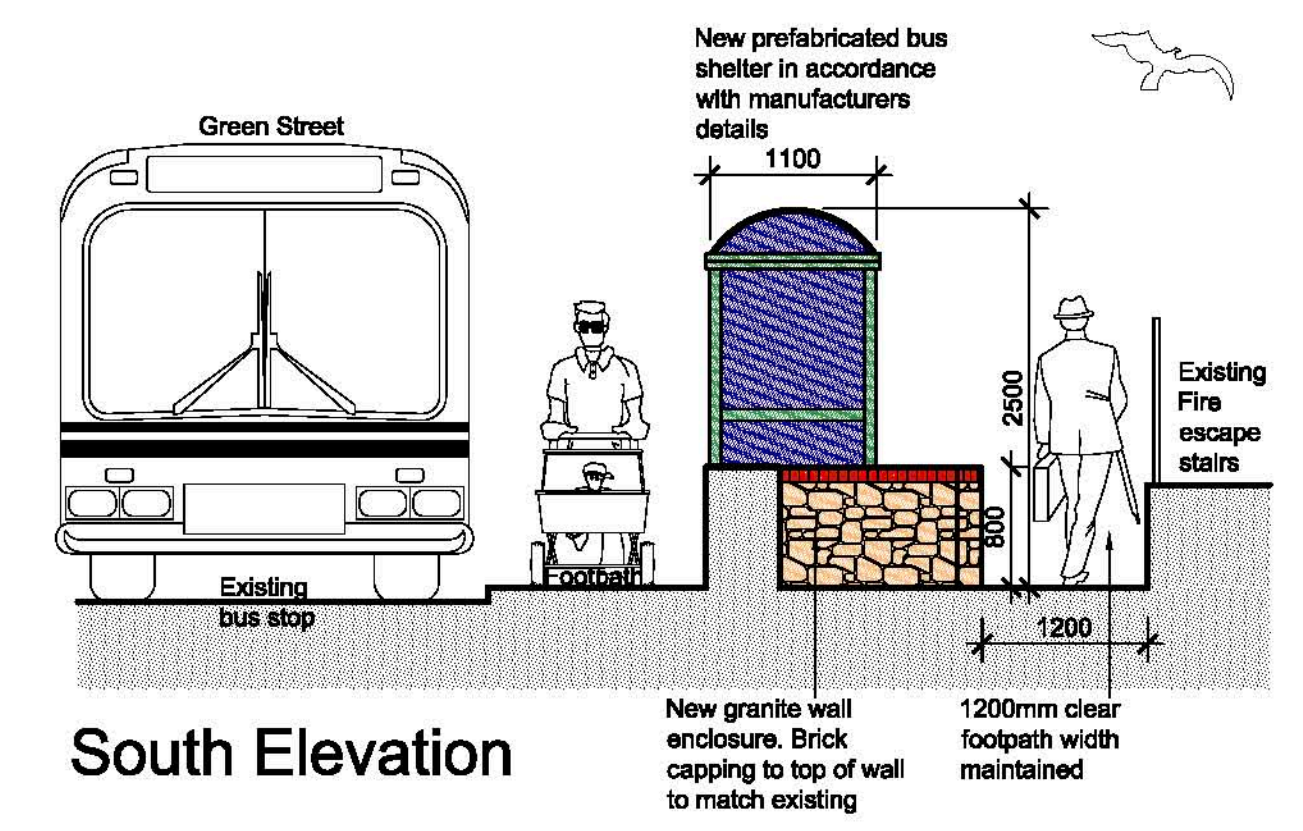 New prefabricated bus
shelter in accordance
with manufacturers
details
Green Street
1100
2500
Existing
Fire
escape
stairs
800
Footpath
Existing
bus stop
1200
New granite wall
enclosure. Brick
capping to top of wall
to match existing
1200mm clear
footpath width
maintained
South Elevation